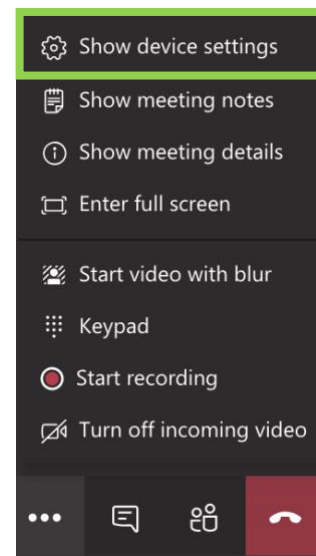 Show device settings
Show meeting notes
Show meeting details
Enter full screen
Start video with blur
Keypad
Start recording
Turn off incoming video